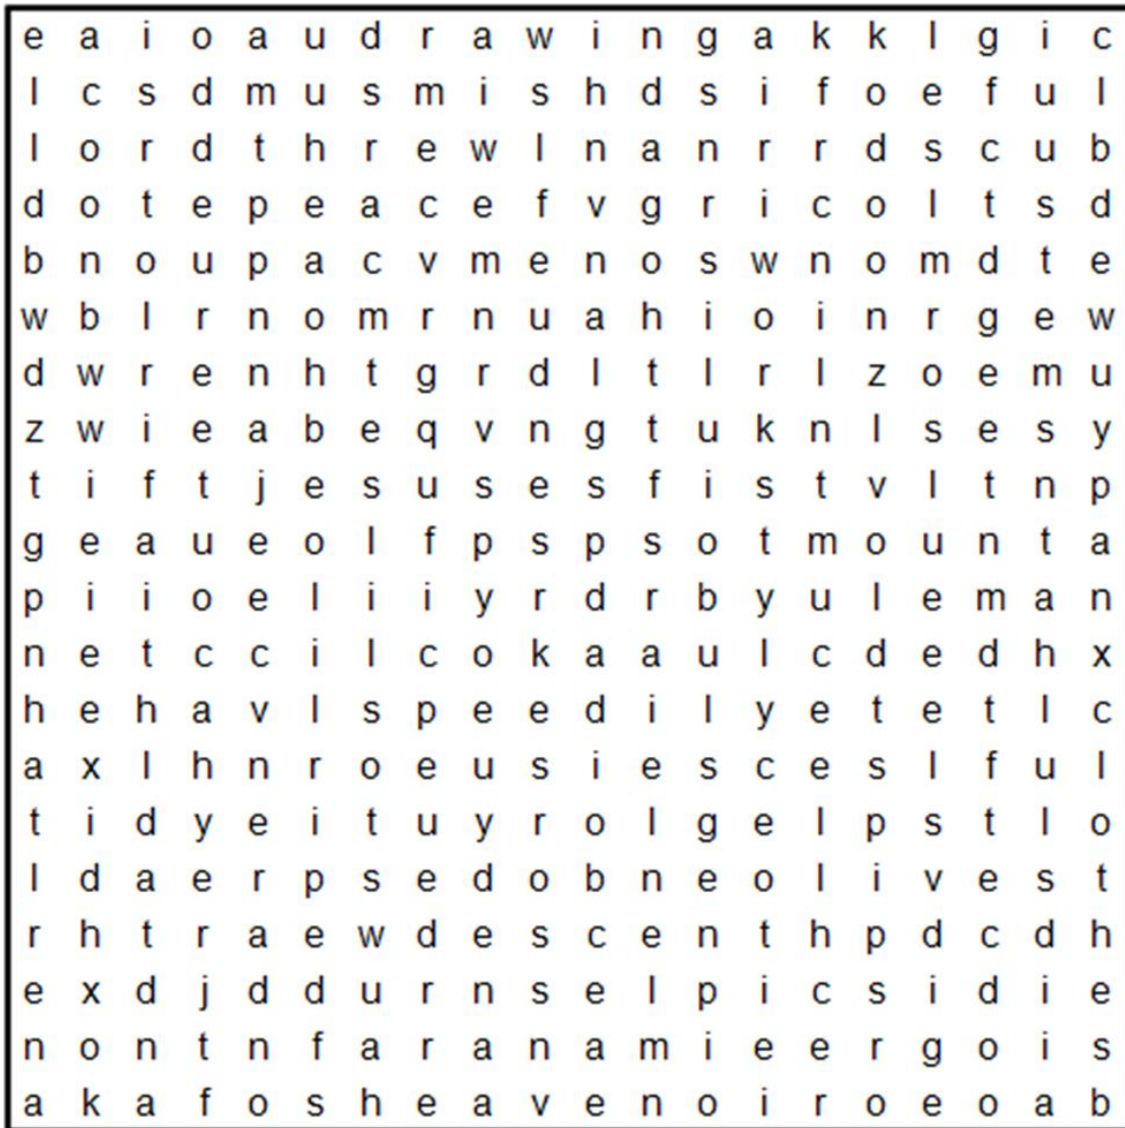 e a i o a u d r a w i n g a k k l g i c
l c s d m u s m i s h d s i f o e f u l
l o r d t h r e w l n a n r r d s c u b
d o t e p e a c e f v g r i c o l t s d
b n o u p a c v m e n o s w n o m d t e
w b l r n o m r n u a h i o i n r g e w
d w r e n h t g r d l t l r l z o e m u
z w i e a b e q v n g t u k n l s e s y
t i f t j e s u s e s f i s t v l t n p
g e a u e o l f p s p s o t m o u n t a
p i i o e l i i y r d r b y u l e m a n
n e t c c i l c o k a a u l c d e d h x
h e h a v l s p e e d i l y e t e t l c
a x l h n r o e u s i e s c e s l f u l
t i d y e i t u y r o l g e l p s t l o
l d a e r p s e d o b n e o l i v e s t
r h t r a e w d e s c e n t h p d c d h
e x d j d d u r n s e l p i c s i d i e
n o n t n f a r a n a m i e e r g o i s
a k a f o s h e a v e n o i r o e o a b